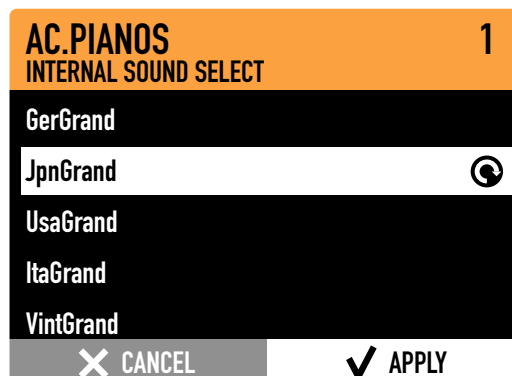 AC.PIANOS 1
INTERNAL SOUND SELECT
GerGrand
JpnGrand
UsaGrand
ItaGrand
VintGrand
CANCEL APPLY